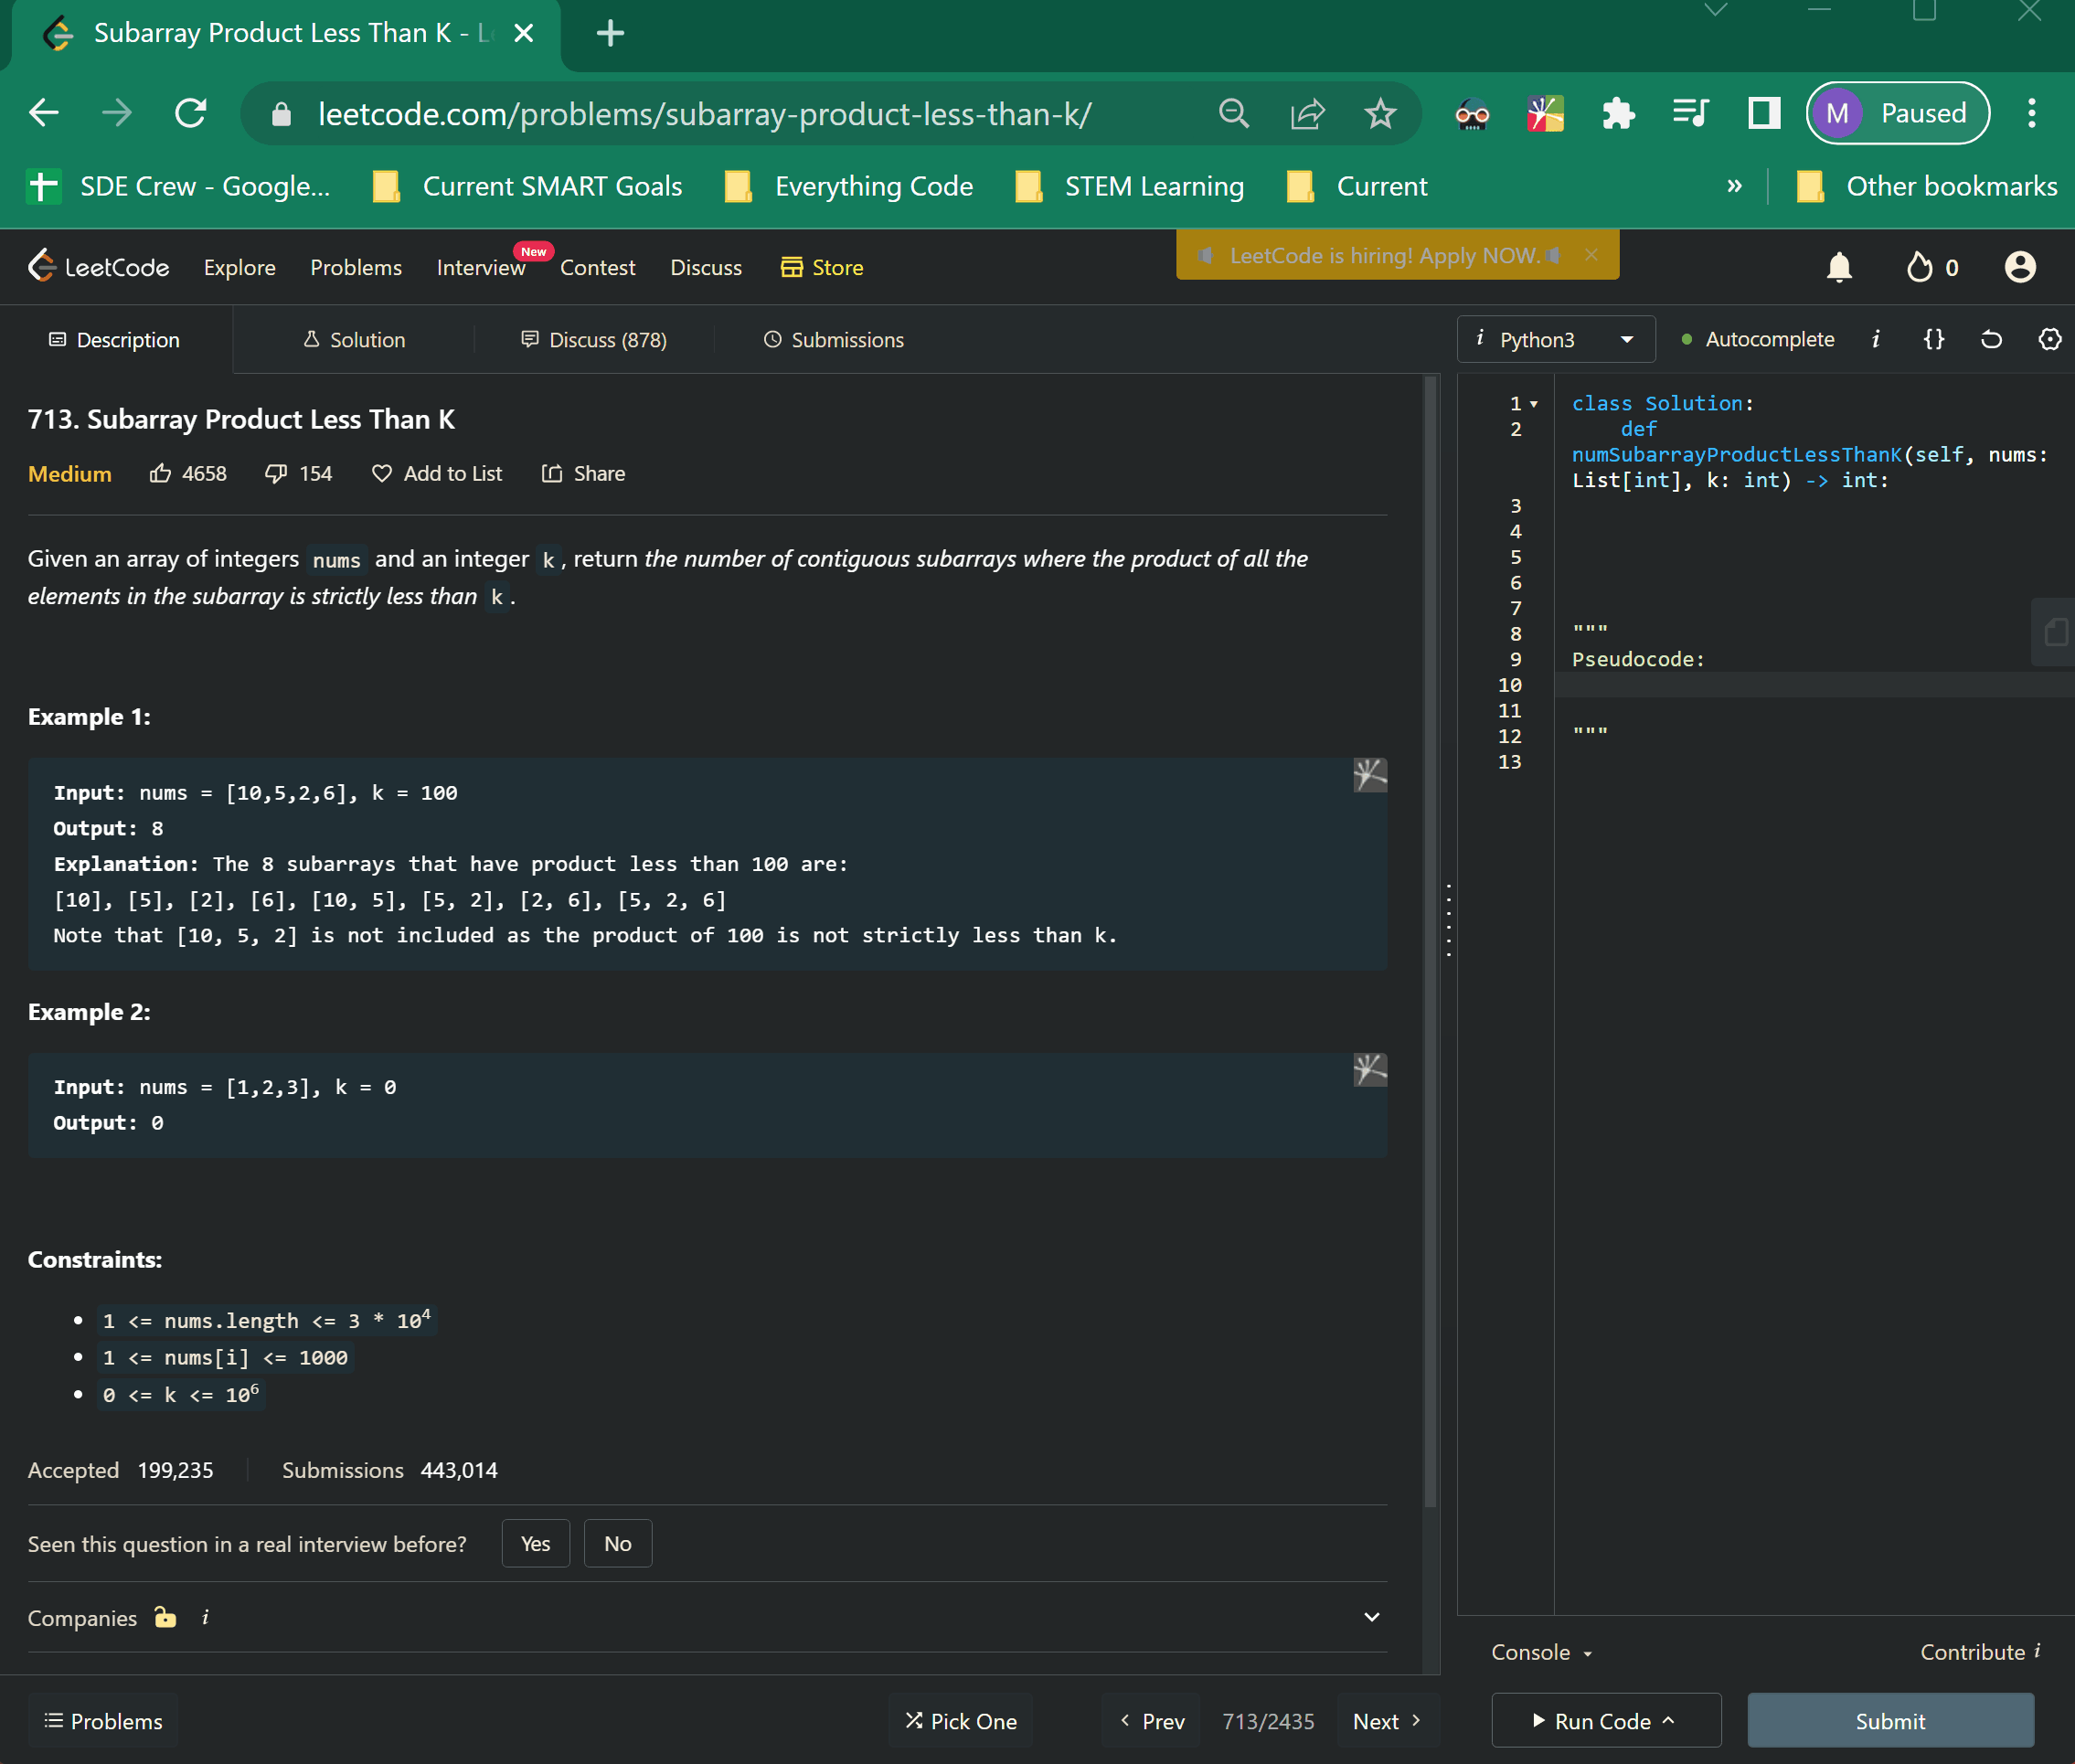 Subarray Product Less Than K - L
leetcode.com/problems/subarray-product-less-than-k/
M Paused
SDE Crew - Google... Current SMART Goals Everything Code STEM Learning Current » Other bookmarks
LeetCode Explore Problems Interview New Contest Discuss Store LeetCode is hiring! Apply NOW. 0
Description Solution Discuss (878) Submissions
i Python3 Autocomplete i {}
713. Subarray Product Less Than K
Medium 4658 154 Add to List Share
Given an array of integers nums and an integer k, return the number of contiguous subarrays where the product of all the
elements in the subarray is strictly less than k.
Example 1:
Input: nums = [10,5,2,6], k = 100
Output: 8
Explanation: The 8 subarrays that have product less than 100 are:
[10], [5], [2], [6], [10, 5], [5, 2], [2, 6], [5, 2, 6]
Note that [10, 5, 2] is not included as the product of 100 is not strictly less than k.
Example 2:
Input: nums = [1,2,3], k = 0
Output: 0
Constraints:
• 1 <= nums.length <= 3 * 10⁴
• 1 <= nums[i] <= 1000
• 0 <= k <= 10⁶
Accepted 199,235 Submissions 443,014
Seen this question in a real interview before? Yes No
Companies i
Problems Pick One Prev 713/2435 Next
1 class Solution:
2     def
numSubarrayProductLessThanK(self, nums:
List[int], k: int) -> int:
3
4
5
6
7
8 """
9 Pseudocode:
10
11
12 """
13
Console Contribute i
Run Code Submit